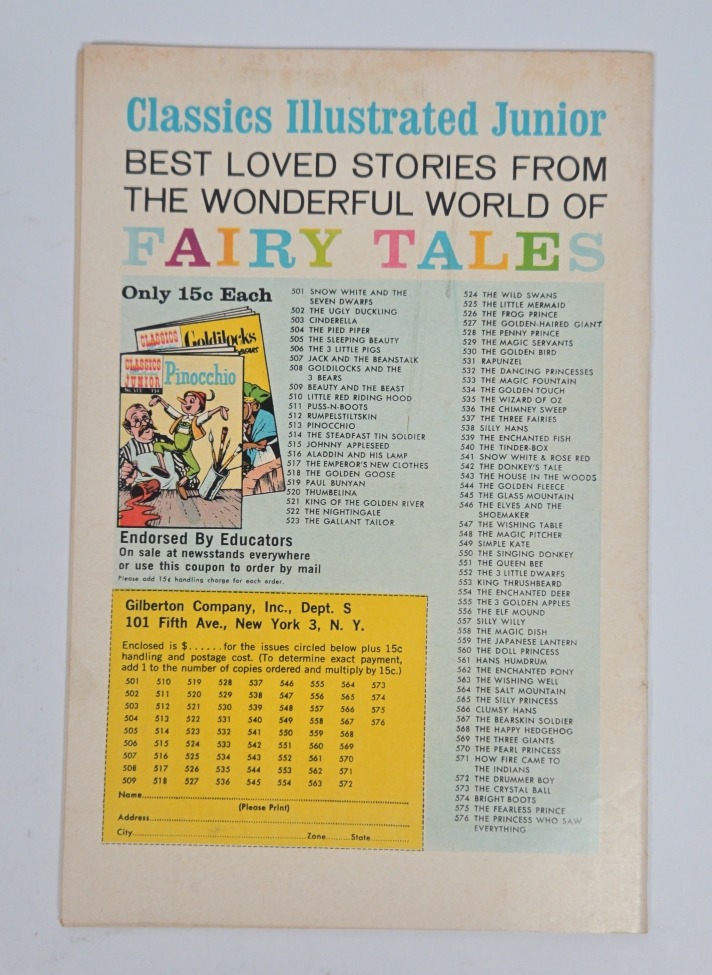 Classics Illustrated Junior
BEST LOVED STORIES FROM
THE WONDERFUL WORLD OF
FAIRY TALES
Only 15c Each
CLASSICS
Goldilocks
BEARS
CLASSICS
ILLUSTRATED
JUNIOR
No. 513 15¢
Pinocchio
Endorsed By Educators
On sale at newsstands everywhere
or use this coupon to order by mail
Please add 15¢ handling charge for each order.
501 SNOW WHITE AND THE
SEVEN DWARFS
502 THE UGLY DUCKLING
503 CINDERELLA
504 THE PIED PIPER
505 THE SLEEPING BEAUTY
506 THE 3 LITTLE PIGS
507 JACK AND THE BEANSTALK
508 GOLDILOCKS AND THE
3 BEARS
509 BEAUTY AND THE BEAST
510 LITTLE RED RIDING HOOD
511 PUSS-N-BOOTS
512 RUMPELSTILTSKIN
513 PINOCCHIO
514 THE STEADFAST TIN SOLDIER
515 JOHNNY APPLESEED
516 ALADDIN AND HIS LAMP
517 THE EMPEROR'S NEW CLOTHES
518 THE GOLDEN GOOSE
519 PAUL BUNYAN
520 THUMBELINA
521 KING OF THE GOLDEN RIVER
522 THE NIGHTINGALE
523 THE GALLANT TAILOR
524 THE WILD SWANS
525 THE LITTLE MERMAID
526 THE FROG PRINCE
527 THE GOLDEN-HAIRED GIANT
528 THE PENNY PRINCE
529 THE MAGIC SERVANTS
530 THE GOLDEN BIRD
531 RAPUNZEL
532 THE DANCING PRINCESSES
533 THE MAGIC FOUNTAIN
534 THE GOLDEN TOUCH
535 THE WIZARD OF OZ
536 THE CHIMNEY SWEEP
537 THE THREE FAIRIES
538 SILLY HANS
539 THE ENCHANTED FISH
540 THE TINDER-BOX
541 SNOW WHITE & ROSE RED
542 THE DONKEY'S TALE
543 THE HOUSE IN THE WOODS
544 THE GOLDEN FLEECE
545 THE GLASS MOUNTAIN
546 THE ELVES AND THE
SHOEMAKER
547 THE WISHING TABLE
548 THE MAGIC PITCHER
549 SIMPLE KATE
550 THE SINGING DONKEY
551 THE QUEEN BEE
552 THE 3 LITTLE DWARFS
553 KING THRUSHBEARD
554 THE ENCHANTED DEER
555 THE 3 GOLDEN APPLES
556 THE ELF MOUND
557 SILLY WILLY
558 THE MAGIC DISH
559 THE JAPANESE LANTERN
560 THE DOLL PRINCESS
561 HANS HUMDRUM
562 THE ENCHANTED PONY
563 THE WISHING WELL
564 THE SALT MOUNTAIN
565 THE SILLY PRINCESS
566 CLUMSY HANS
567 THE BEARSKIN SOLDIER
568 THE HAPPY HEDGEHOG
569 THE THREE GIANTS
570 THE PEARL PRINCESS
571 HOW FIRE CAME TO
THE INDIANS
572 THE DRUMMER BOY
573 THE CRYSTAL BALL
574 BRIGHT BOOTS
575 THE FEARLESS PRINCE
576 THE PRINCESS WHO SAW
EVERYTHING
Gilberton Company, Inc., Dept. S
101 Fifth Ave., New York 3, N. Y.
Enclosed is $......for the issues circled below plus 15c
handling and postage cost. (To determine exact payment,
add 1 to the number of copies ordered and multiply by 15c.)
501 510 519 528 537 546 555 564 573
502 511 520 529 538 547 556 565 574
503 512 521 530 539 548 557 566 575
504 513 522 531 540 549 558 567 576
505 514 523 532 541 550 559 568
506 515 524 533 542 551 560 569
507 516 525 534 543 552 561 570
508 517 526 535 544 553 562 571
509 518 527 536 545 554 563 572
Name
(Please Print)
Address
City Zone State